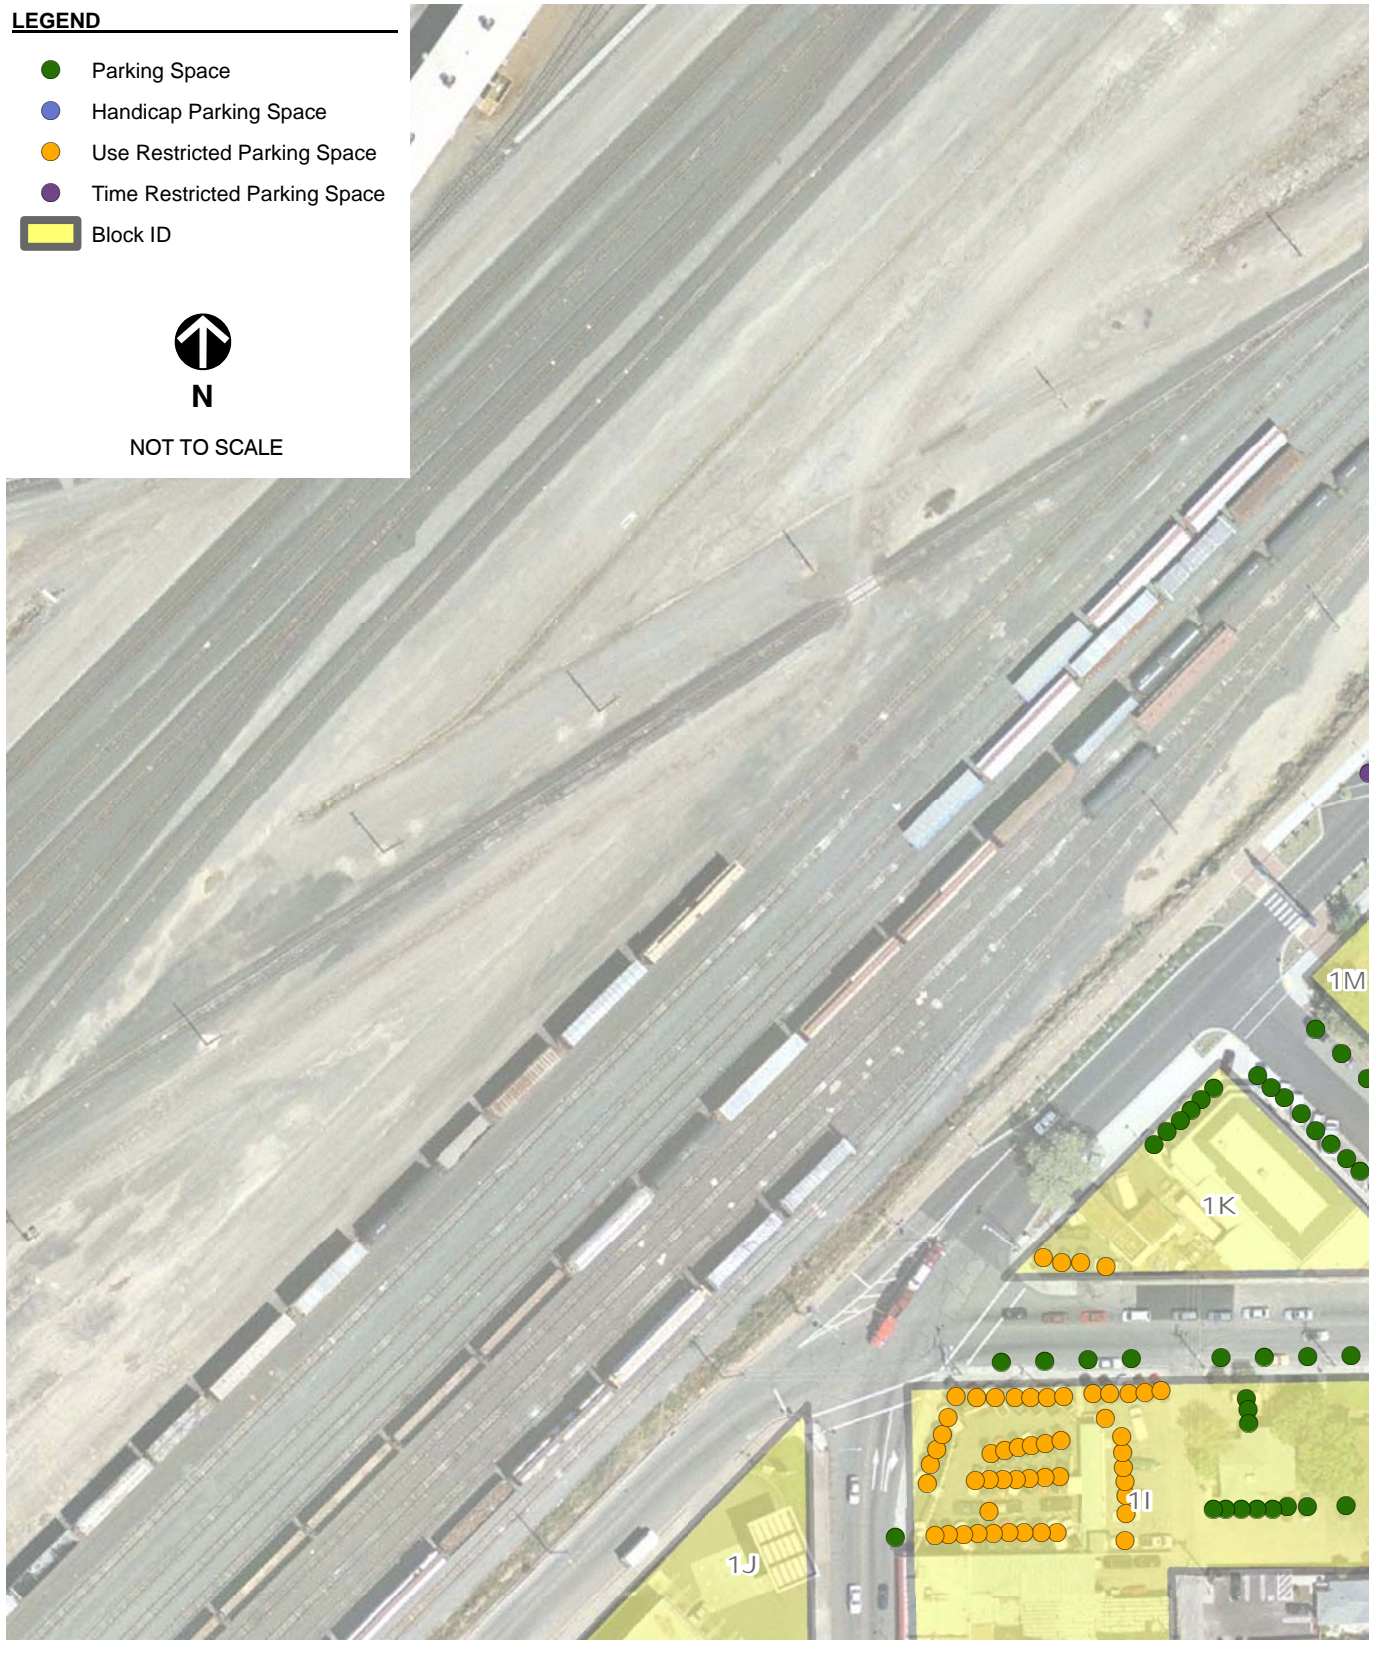 LEGEND
Parking Space
Handicap Parking Space
Use Restricted Parking Space
Time Restricted Parking Space
Block ID
N
NOT TO SCALE
1M
1K
1I
1J